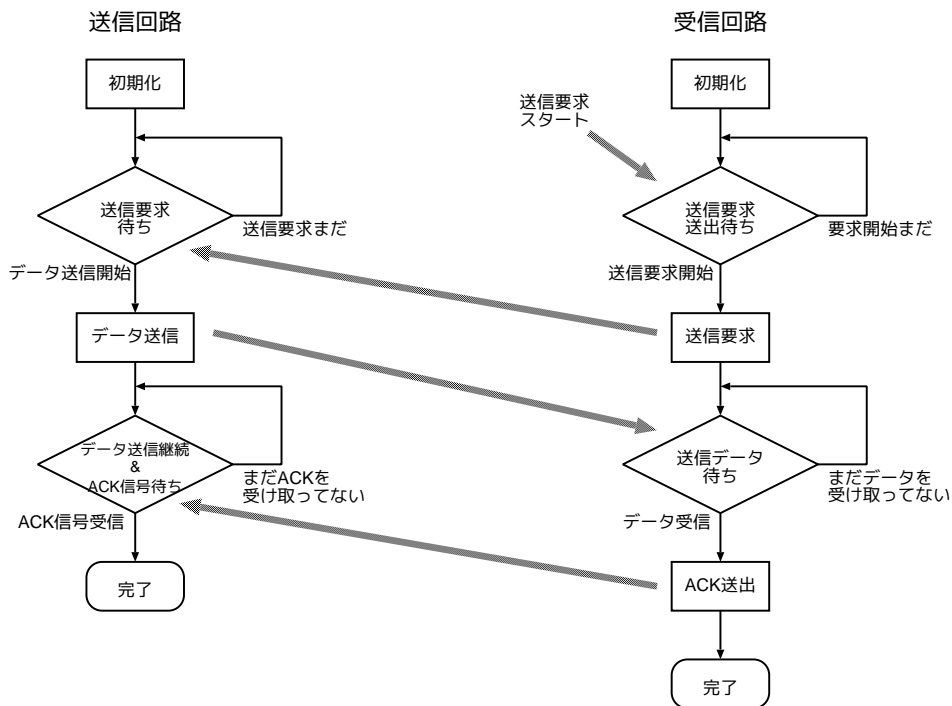 送信回路
初期化
送信要求
待ち
送信要求まだ
データ送信開始
データ送信
データ送信継続
&
ACK信号待ち
まだACKを
受け取ってない
ACK信号受信
完了
受信回路
初期化
送信要求
スタート
送信要求
送出待ち
要求開始まだ
送信要求開始
送信要求
送信データ
待ち
まだデータを
受け取ってない
データ受信
ACK送出
完了